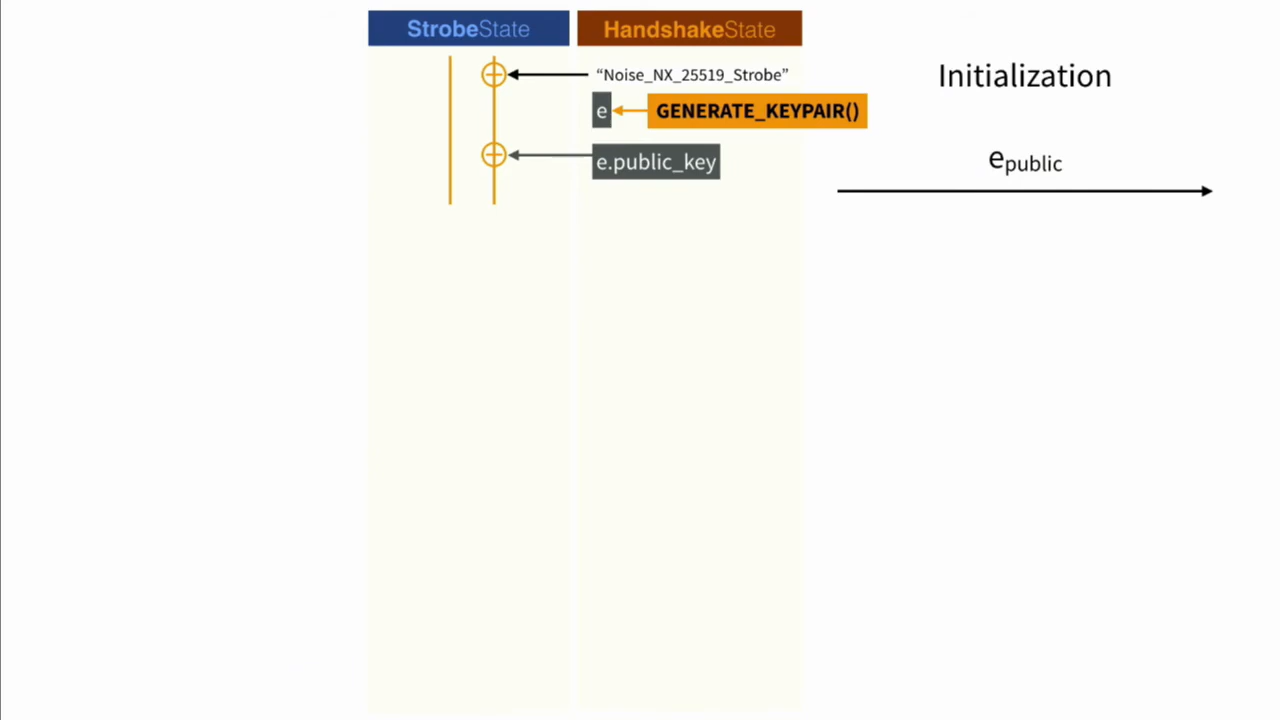 StrobeState HandshakeState
“Noise_NX_25519_Strobe” Initialization
e GENERATE_KEYPAIR()
e.public_key epublic